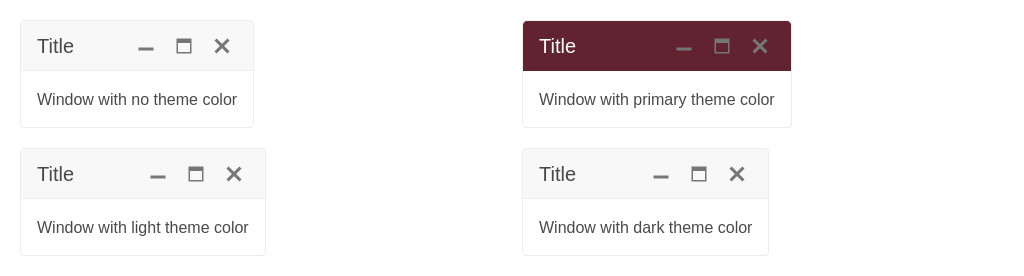 Title
Window with no theme color
Title
Window with primary theme color
Title
Window with light theme color
Title
Window with dark theme color